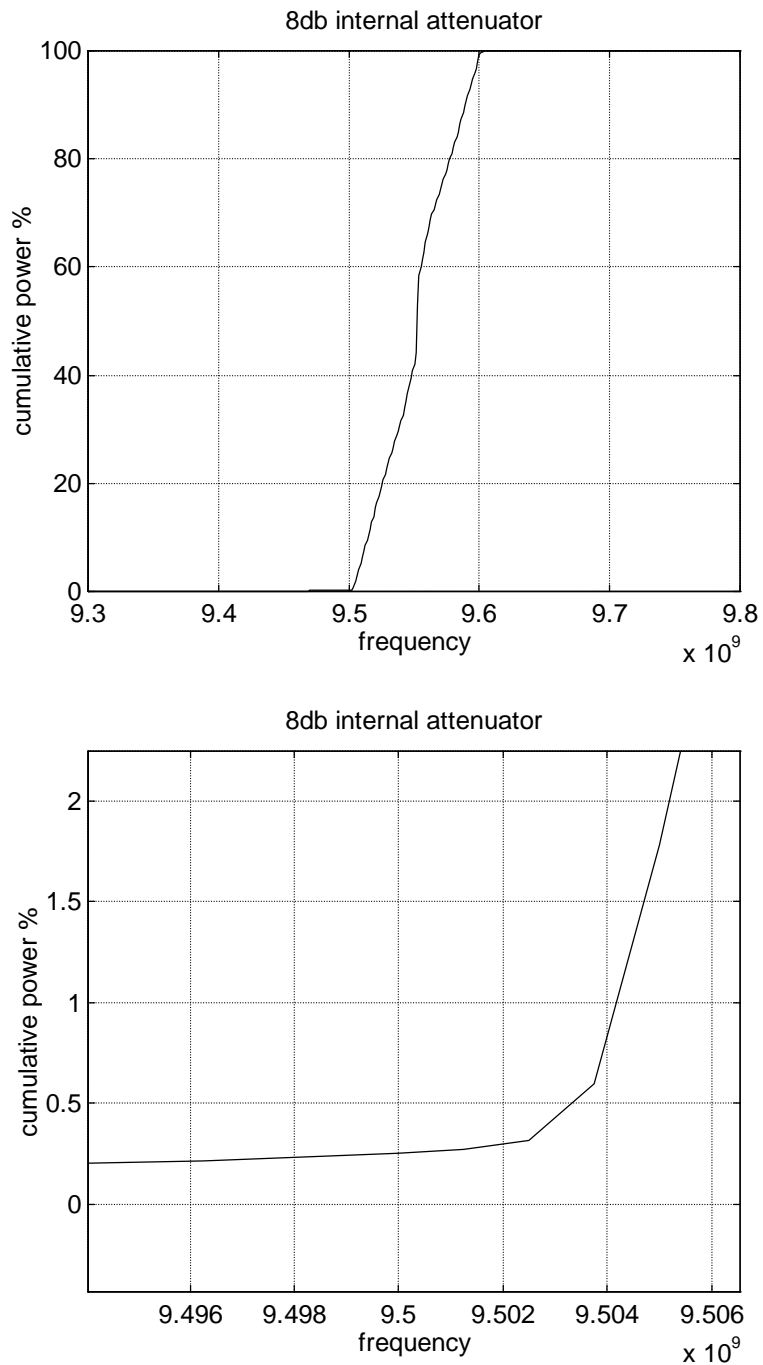 8db internal attenuator
100
80
60
40
20
0
cumulative power %
9.3 9.4 9.5 9.6 9.7 9.8
frequency
x 10^9
8db internal attenuator
2
1.5
1
0.5
0
cumulative power %
9.496 9.498 9.5 9.502 9.504 9.506
frequency
x 10^9